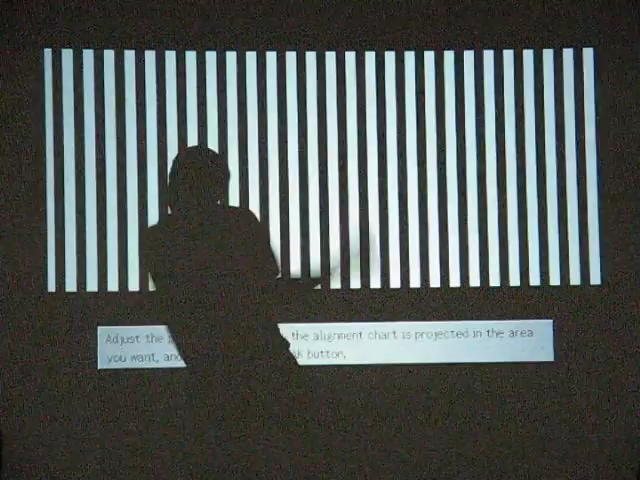 Adjust the the alignment chart is projected in the area
you want, and button.